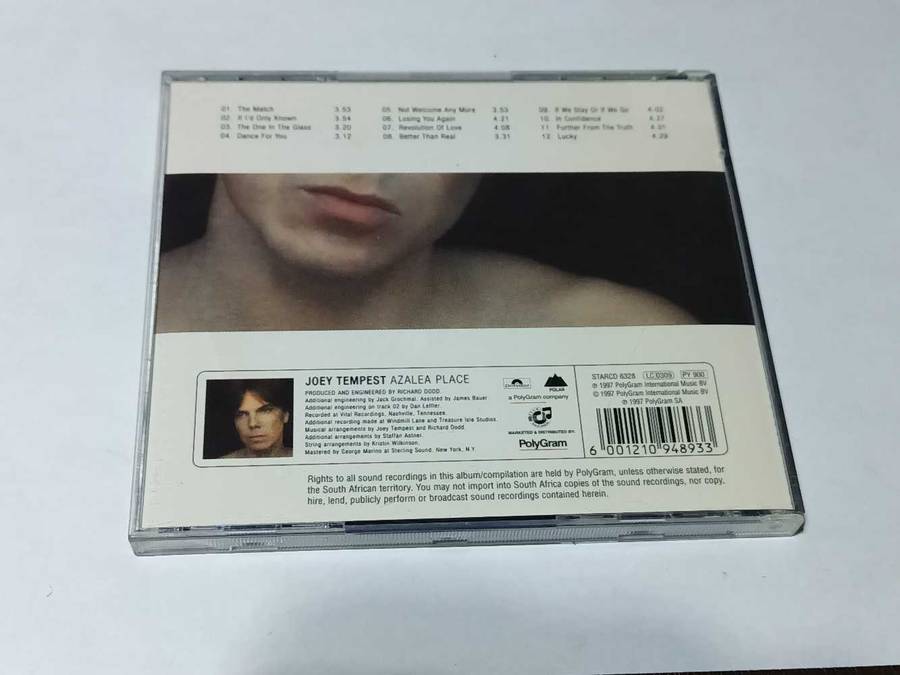 01. The Match 3.53
02. If I'd Only Known 3.54
03. The One In The Glass 3.20
04. Dance For You 3.12
05. Not Welcome Any More 3.53
06. Losing You Again 4.21
07. Revolution Of Love 4.08
08. Better Than Real 3.31
09. If We Stay Or If We Go 4.02
10. In Confidence 4.27
11. Further From The Truth 4.31
12. Lucky 4.29
JOEY TEMPEST AZALEA PLACE
PRODUCED AND ENGINEERED BY RICHARD DODD.
Additional engineering by Jack Grochmal. Assisted by James Bauer
Additional engineering on track 02 by Dan Leffler.
Recorded at Vital Recordings, Nashville, Tennessee.
Additional recording made at Windmill Lane and Treasure Isle Studios.
Musical arrangements by Joey Tempest and Richard Dodd.
Additional arrangements by Staffan Astner.
String arrangements by Kristin Wilkinson.
Mastered by George Marino at Sterling Sound, New York, N.Y.
POLAR
a PolyGram company
MARKETED & DISTRIBUTED BY:
PolyGram
STARCD 6328 LC 0309 PY 900
℗ 1997 PolyGram International Music BV
© 1997 PolyGram International Music BV
℗ 1997 PolyGram SA.
6 001210 948933
Rights to all sound recordings in this album/compilation are held by PolyGram, unless otherwise stated, for
the South African territory. You may not import into South Africa copies of the sound recordings, nor copy,
hire, lend, publicly perform or broadcast sound recordings contained herein.